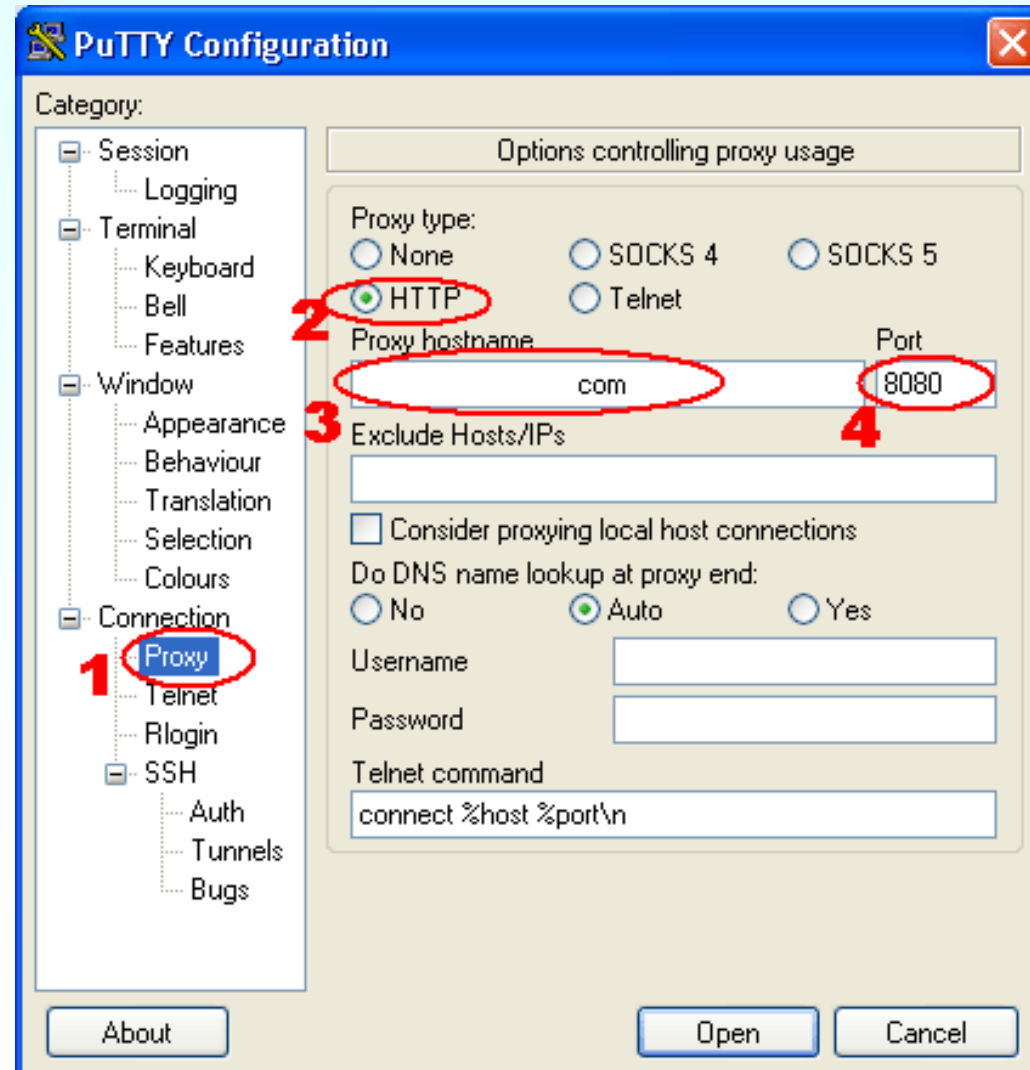 PuTTY Configuration
Category:
Session
Logging
Terminal
Keyboard
Bell
Features
Window
Appearance
Behaviour
Translation
Selection
Colours
Connection
1 Proxy
Telnet
Rlogin
SSH
Auth
Tunnels
Bugs
Options controlling proxy usage
Proxy type:
None SOCKS 4 SOCKS 5
2 HTTP Telnet
Proxy hostname Port
3 com 4 8080
Exclude Hosts/IPs
Consider proxying local host connections
Do DNS name lookup at proxy end:
No Auto Yes
Username
Password
Telnet command
connect %host %port\n
About Open Cancel